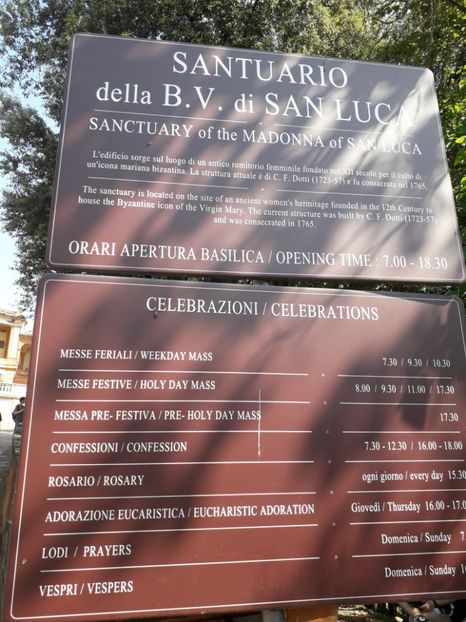 SANTUARIO
della B.V. di SAN LUCA
SANCTUARY of the MADONNA of SAN LUCA
L'edificio sorge sul luogo di un antico romitorio femminile fondato nel XII secolo per il culto di
un'icona mariana bizantina. La struttura attuale è di C. F. Dotti (1723-57) e fu consacrata nel 1765.
The sanctuary is located on the site of an ancient women's hermitage founded in the 12th Century to
house the Byzantine icon of the Virgin Mary. The current structure was built by C. F. Dotti (1723-57)
and was consecrated in 1765.
ORARI APERTURA BASILICA / OPENING TIME : 7.00 - 18.30
CELEBRAZIONI / CELEBRATIONS
MESSE FERIALI / WEEKDAY MASS 7.30 / 9.30 / 10.30
MESSE FESTIVE / HOLY DAY MASS 8.00 / 9.30 / 11.00 / 17.30
MESSA PRE- FESTIVA / PRE- HOLY DAY MASS 17.30
CONFESSIONI / CONFESSION 7.30 - 12.30 / 16.00 - 18.00
ROSARIO / ROSARY ogni giorno / every day 15.30
ADORAZIONE EUCARISTICA / EUCHARISTIC ADORATION Giovedì / Thursday 16.00 -
LODI / PRAYERS Domenica / Sunday
VESPRI / VESPERS Domenica / Sunday